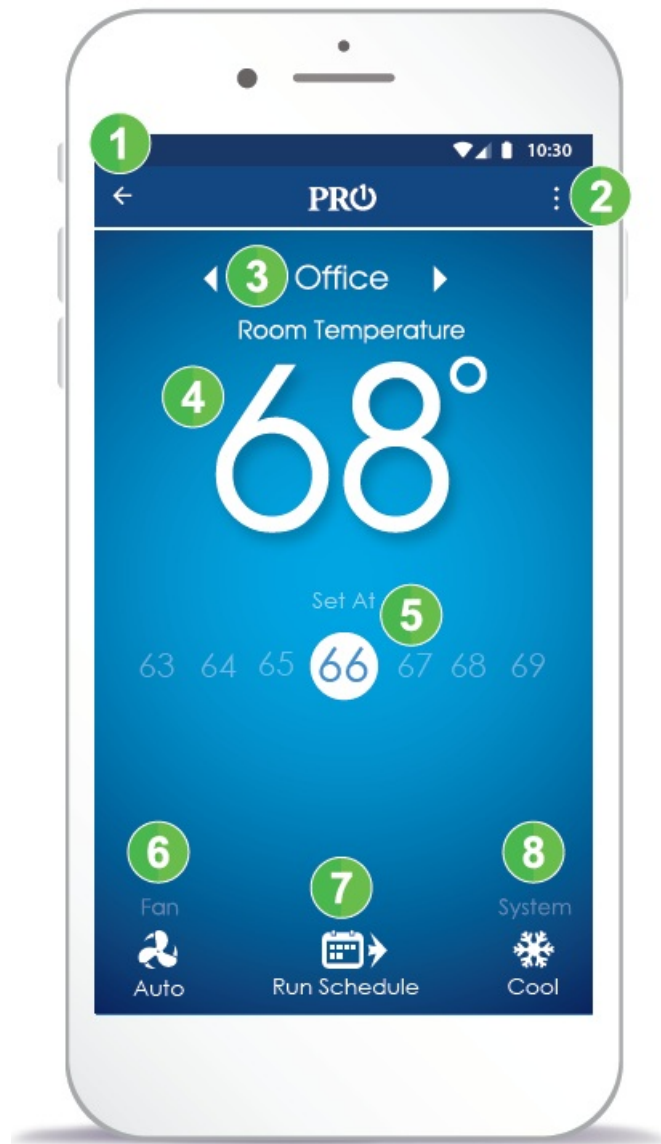 1
10:30
PRO
2
3 Office
Room Temperature
4
68°
Set At 5
63 64 65 66 67 68 69
6 7 8
Fan System
Auto Run Schedule Cool